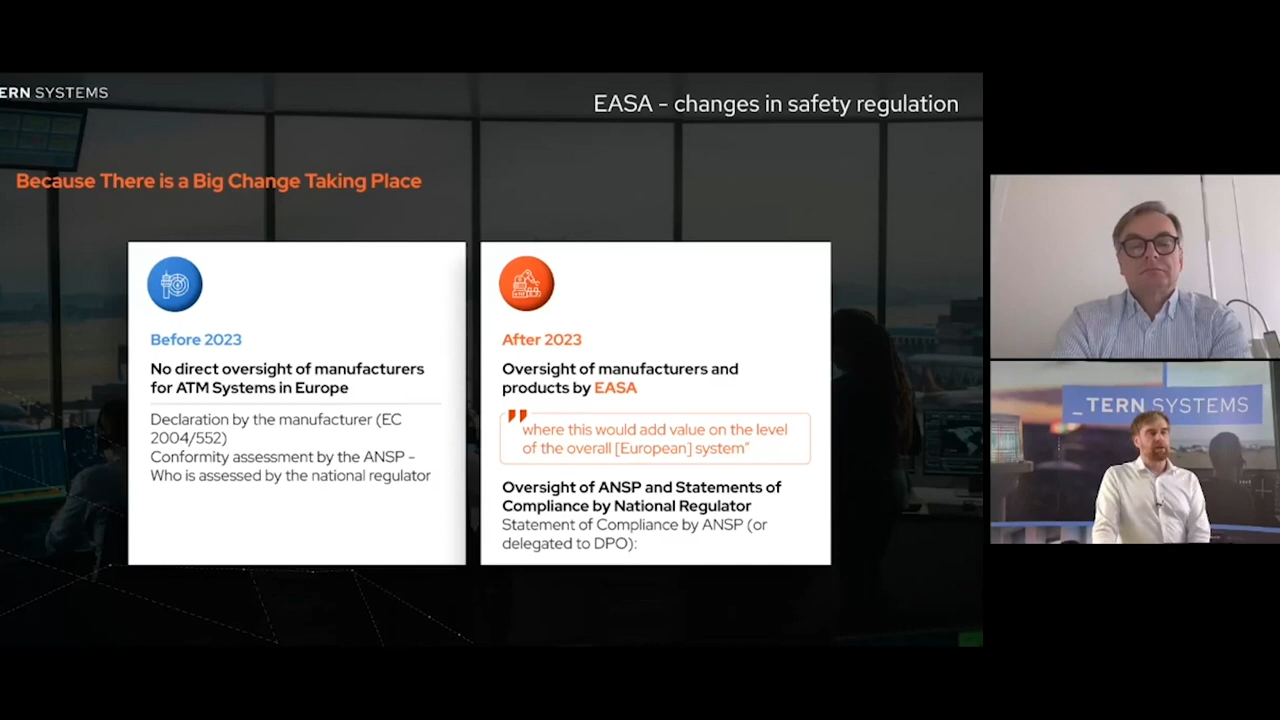 ERN SYSTEMS
EASA - changes in safety regulation
Because There is a Big Change Taking Place
Before 2023
No direct oversight of manufacturers
for ATM Systems in Europe
Declaration by the manufacturer (EC
2004/552)
Conformity assessment by the ANSP -
Who is assessed by the national regulator
After 2023
Oversight of manufacturers and
products by EASA
"where this would add value on the level
of the overall [European] system"
Oversight of ANSP and Statements of
Compliance by National Regulator
Statement of Compliance by ANSP (or
delegated to DPO):
_TERN SYSTEMS